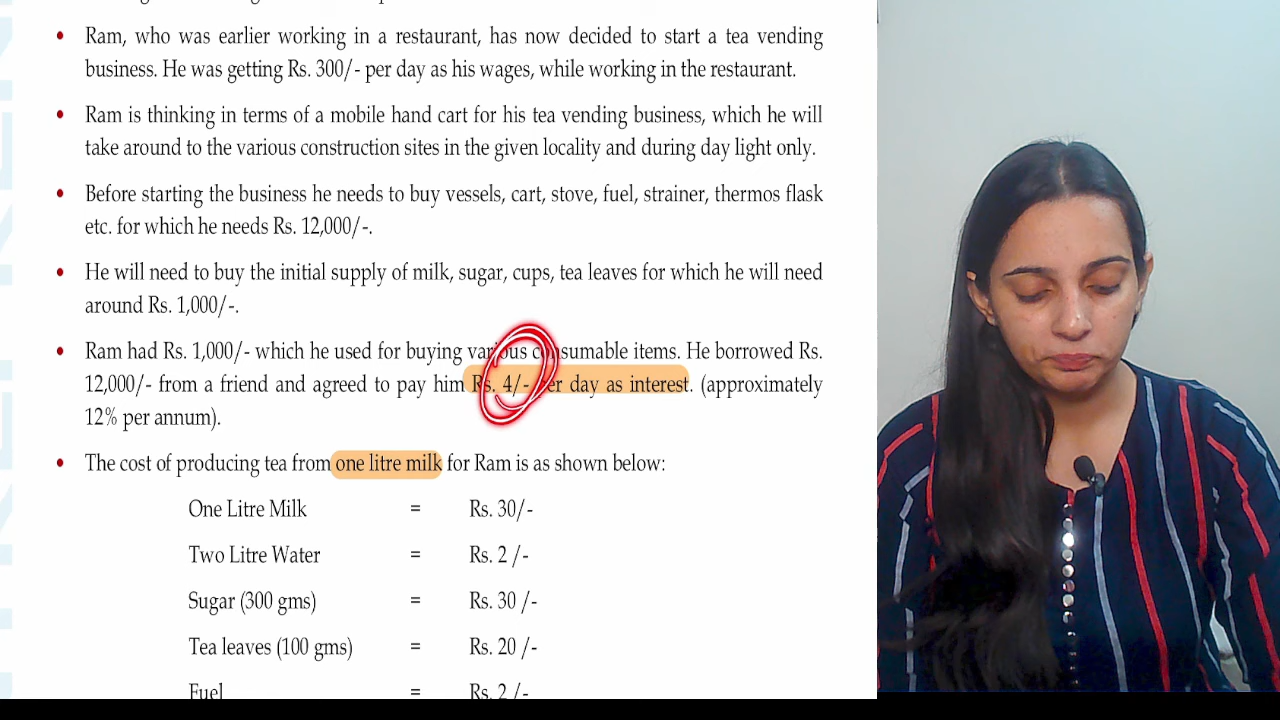 • Ram, who was earlier working in a restaurant, has now decided to start a tea vending
business. He was getting Rs. 300/- per day as his wages, while working in the restaurant.
• Ram is thinking in terms of a mobile hand cart for his tea vending business, which he will
take around to the various construction sites in the given locality and during day light only.
• Before starting the business he needs to buy vessels, cart, stove, fuel, strainer, thermos flask
etc. for which he needs Rs. 12,000/-.
• He will need to buy the initial supply of milk, sugar, cups, tea leaves for which he will need
around Rs. 1,000/-.
• Ram had Rs. 1,000/- which he used for buying various consumable items. He borrowed Rs.
12,000/- from a friend and agreed to pay him Rs. 4/- per day as interest. (approximately
12% per annum).
• The cost of producing tea from one litre milk for Ram is as shown below:
One Litre Milk = Rs. 30/-
Two Litre Water = Rs. 2 /-
Sugar (300 gms) = Rs. 30 /-
Tea leaves (100 gms) = Rs. 20 /-
Fuel = Rs. 2 /-